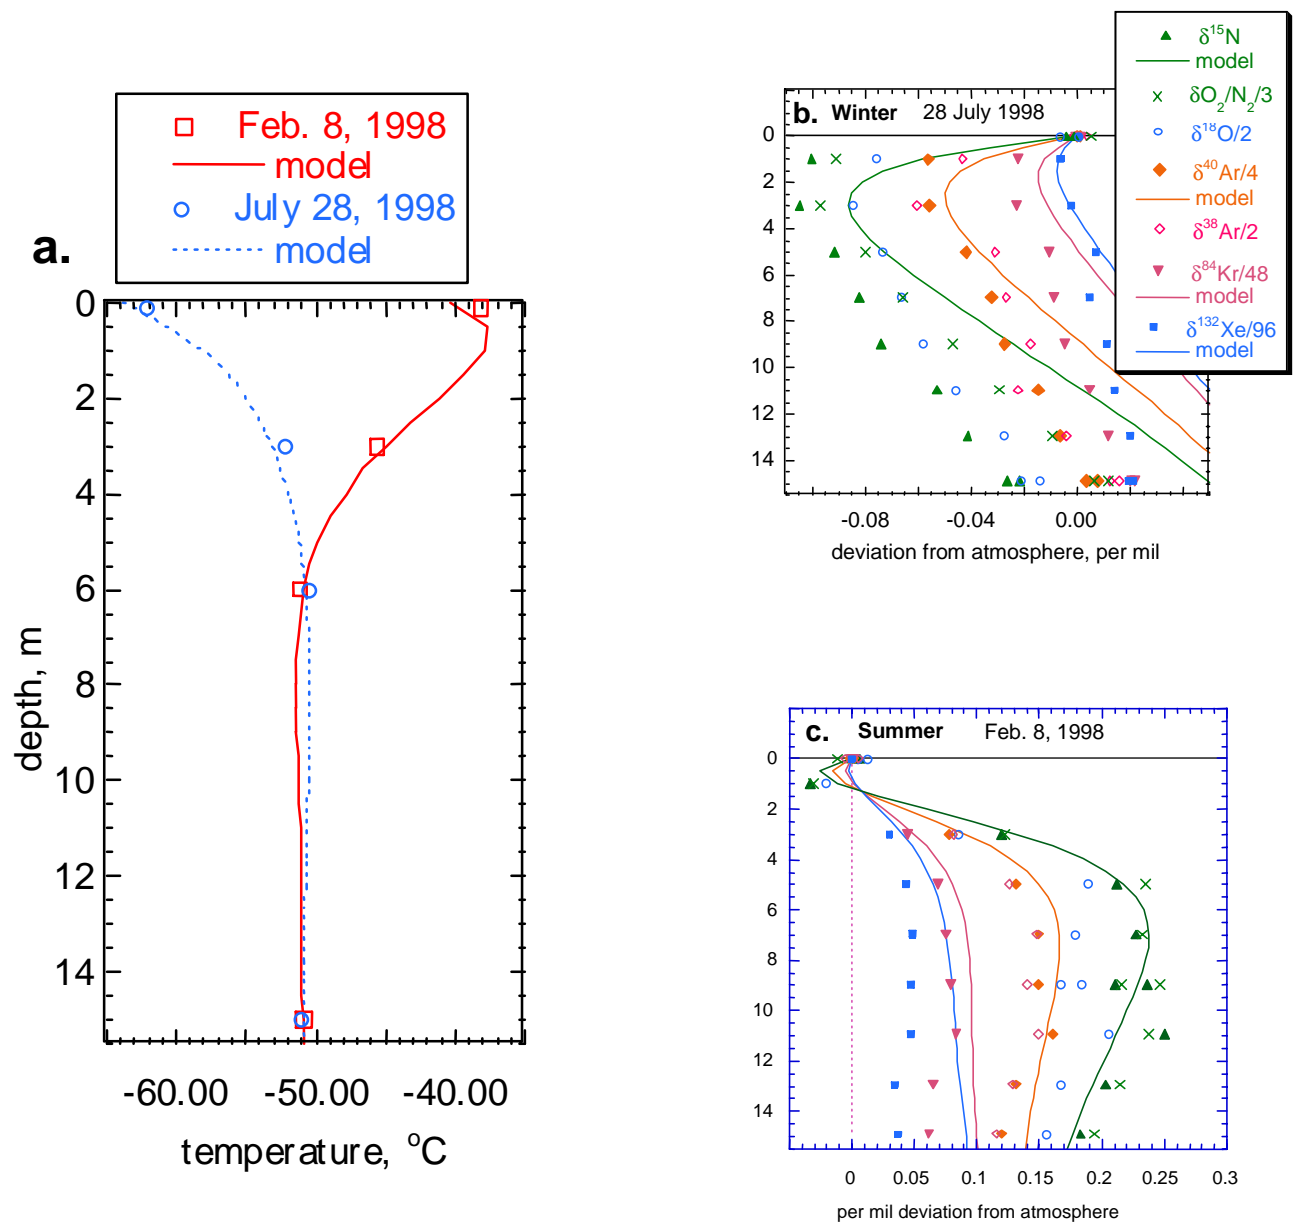 a.
Feb. 8, 1998
model
July 28, 1998
model
0
2
4
6
8
10
12
14
depth, m
-60.00 -50.00 -40.00
temperature, °C
b. Winter 28 July 1998
0
2
4
6
8
10
12
14
-0.08 -0.04 0.00
deviation from atmosphere, per mil
δ¹⁵N
model
δO₂/N₂/3
δ¹⁸O/2
δ⁴⁰Ar/4
model
δ³⁸Ar/2
δ⁸⁴Kr/48
model
δ¹³²Xe/96
model
c. Summer Feb. 8, 1998
0
2
4
6
8
10
12
14
0 0.05 0.1 0.15 0.2 0.25 0.3
per mil deviation from atmosphere